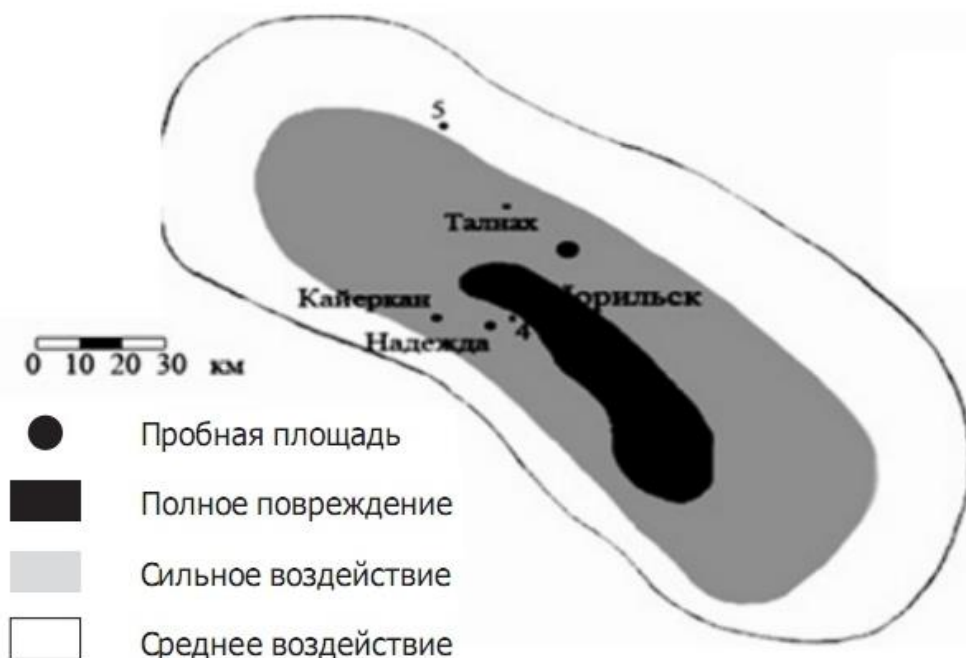 5
Талнах
Кайеркан
Норильск
Надежда
4
0 10 20 30 км
Пробная площадь
Полное повреждение
Сильное воздействие
Среднее воздействие